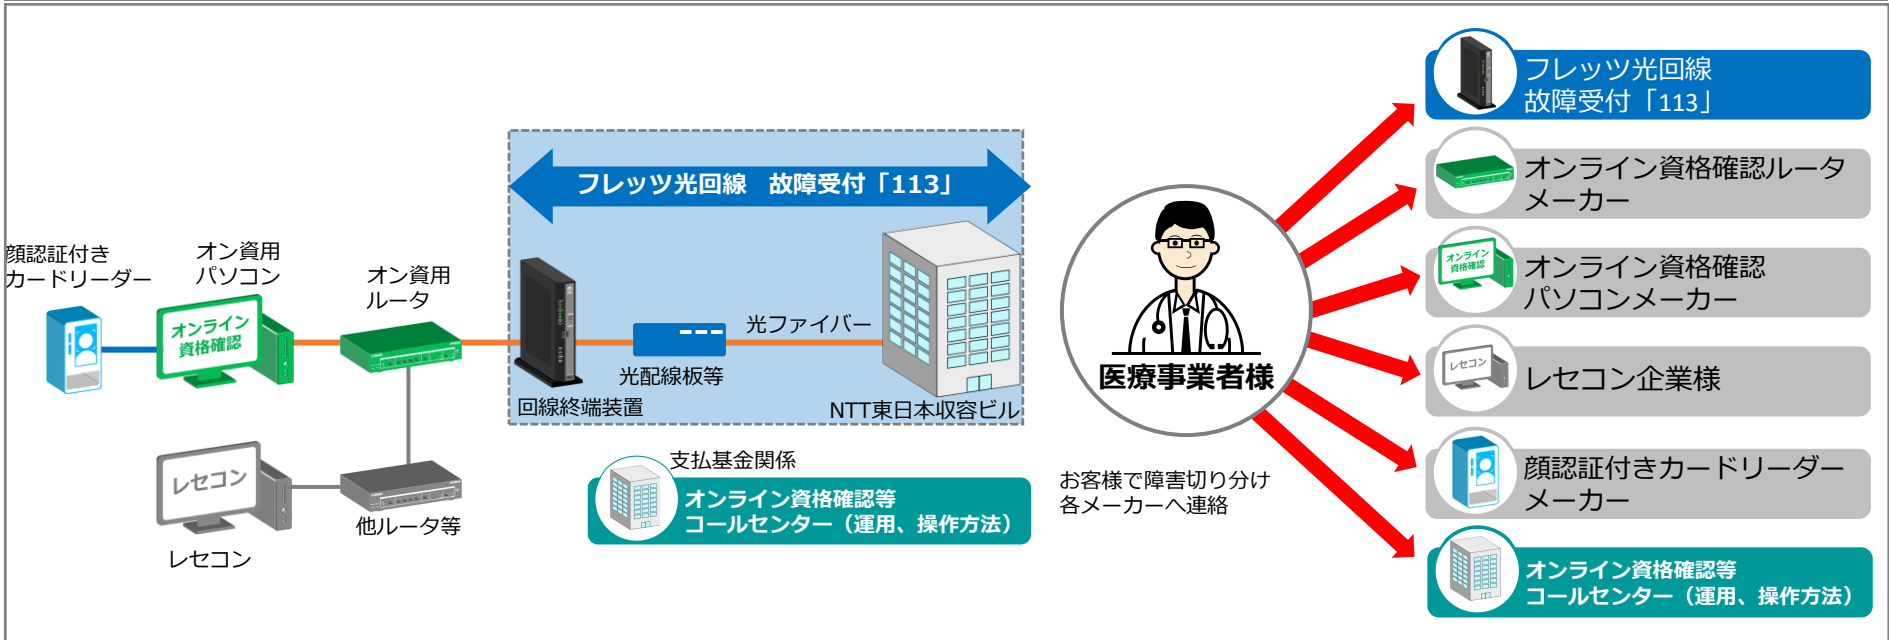 フレッツ光回線　故障受付「113」
顔認証付き
カードリーダー
オン資用
パソコン
オン資用
ルータ
オンライン
資格確認
光ファイバー
光配線板等
回線終端装置
NTT東日本収容ビル
レセコン
レセコン
他ルータ等
支払基金関係
オンライン資格確認等
コールセンター（運用、操作方法）
医療事業者様
お客様で障害切り分け
各メーカーへ連絡
フレッツ光回線
故障受付「113」
オンライン資格確認ルータ
メーカー
オンライン
資格確認
オンライン資格確認
パソコンメーカー
レセコン
レセコン企業様
顔認証付きカードリーダー
メーカー
オンライン資格確認等
コールセンター（運用、操作方法）